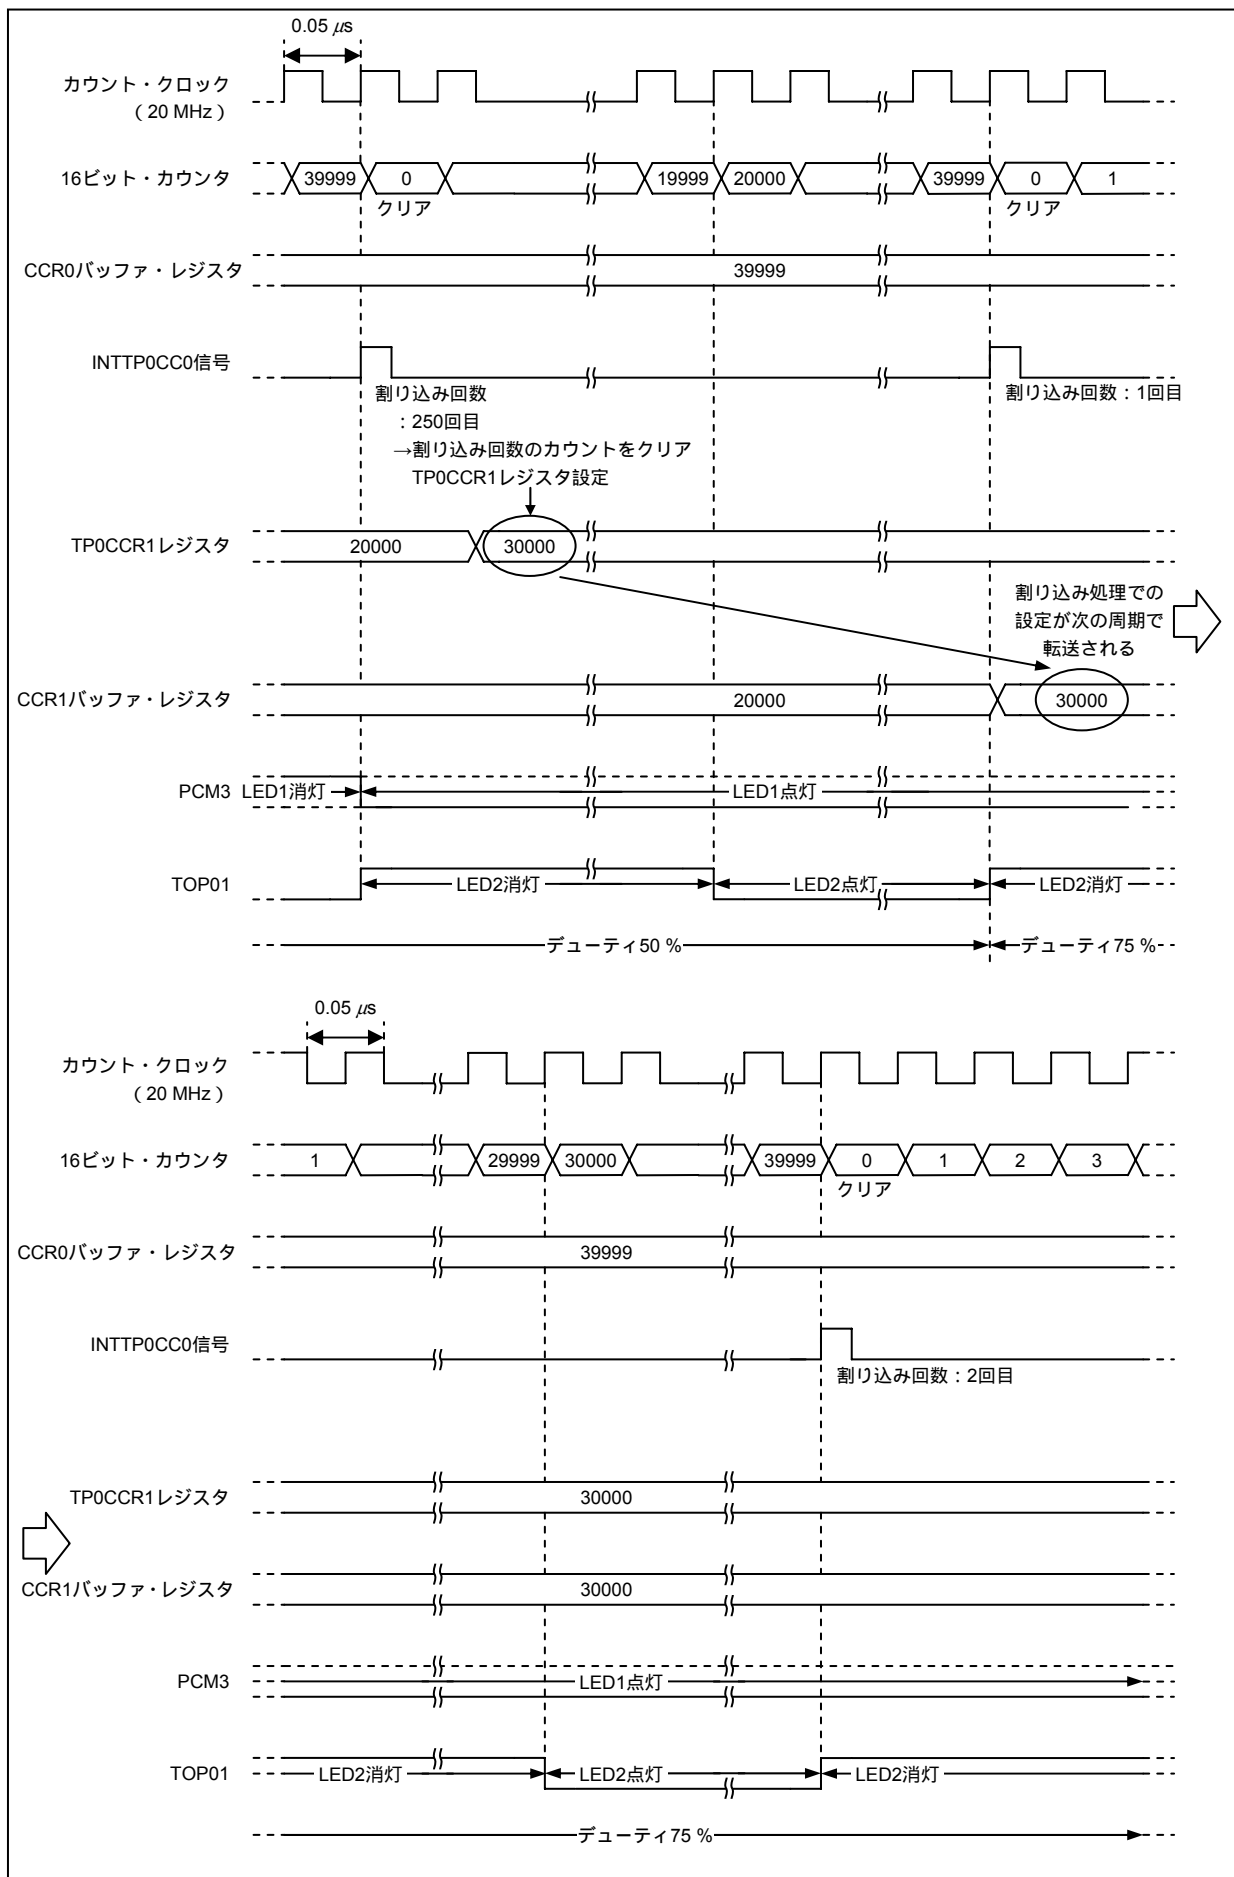 0.05 μs
カウント・クロック
（20 MHz）
16ビット・カウンタ
39999
0
19999
20000
39999
0
1
クリア
クリア
CCR0バッファ・レジスタ
39999
INTTP0CC0信号
割り込み回数
：250回目
→割り込み回数のカウントをクリア
TP0CCR1レジスタ設定
割り込み回数：1回目
TP0CCR1レジスタ
20000
30000
割り込み処理での
設定が次の周期で
転送される
CCR1バッファ・レジスタ
20000
30000
PCM3
LED1消灯
LED1点灯
TOP01
LED2消灯
LED2点灯
LED2消灯
デューティ50 %
デューティ75 %
0.05 μs
カウント・クロック
（20 MHz）
16ビット・カウンタ
1
29999
30000
39999
0
1
2
3
クリア
CCR0バッファ・レジスタ
39999
INTTP0CC0信号
割り込み回数：2回目
TP0CCR1レジスタ
30000
CCR1バッファ・レジスタ
30000
PCM3
LED1点灯
TOP01
LED2消灯
LED2点灯
LED2消灯
デューティ75 %